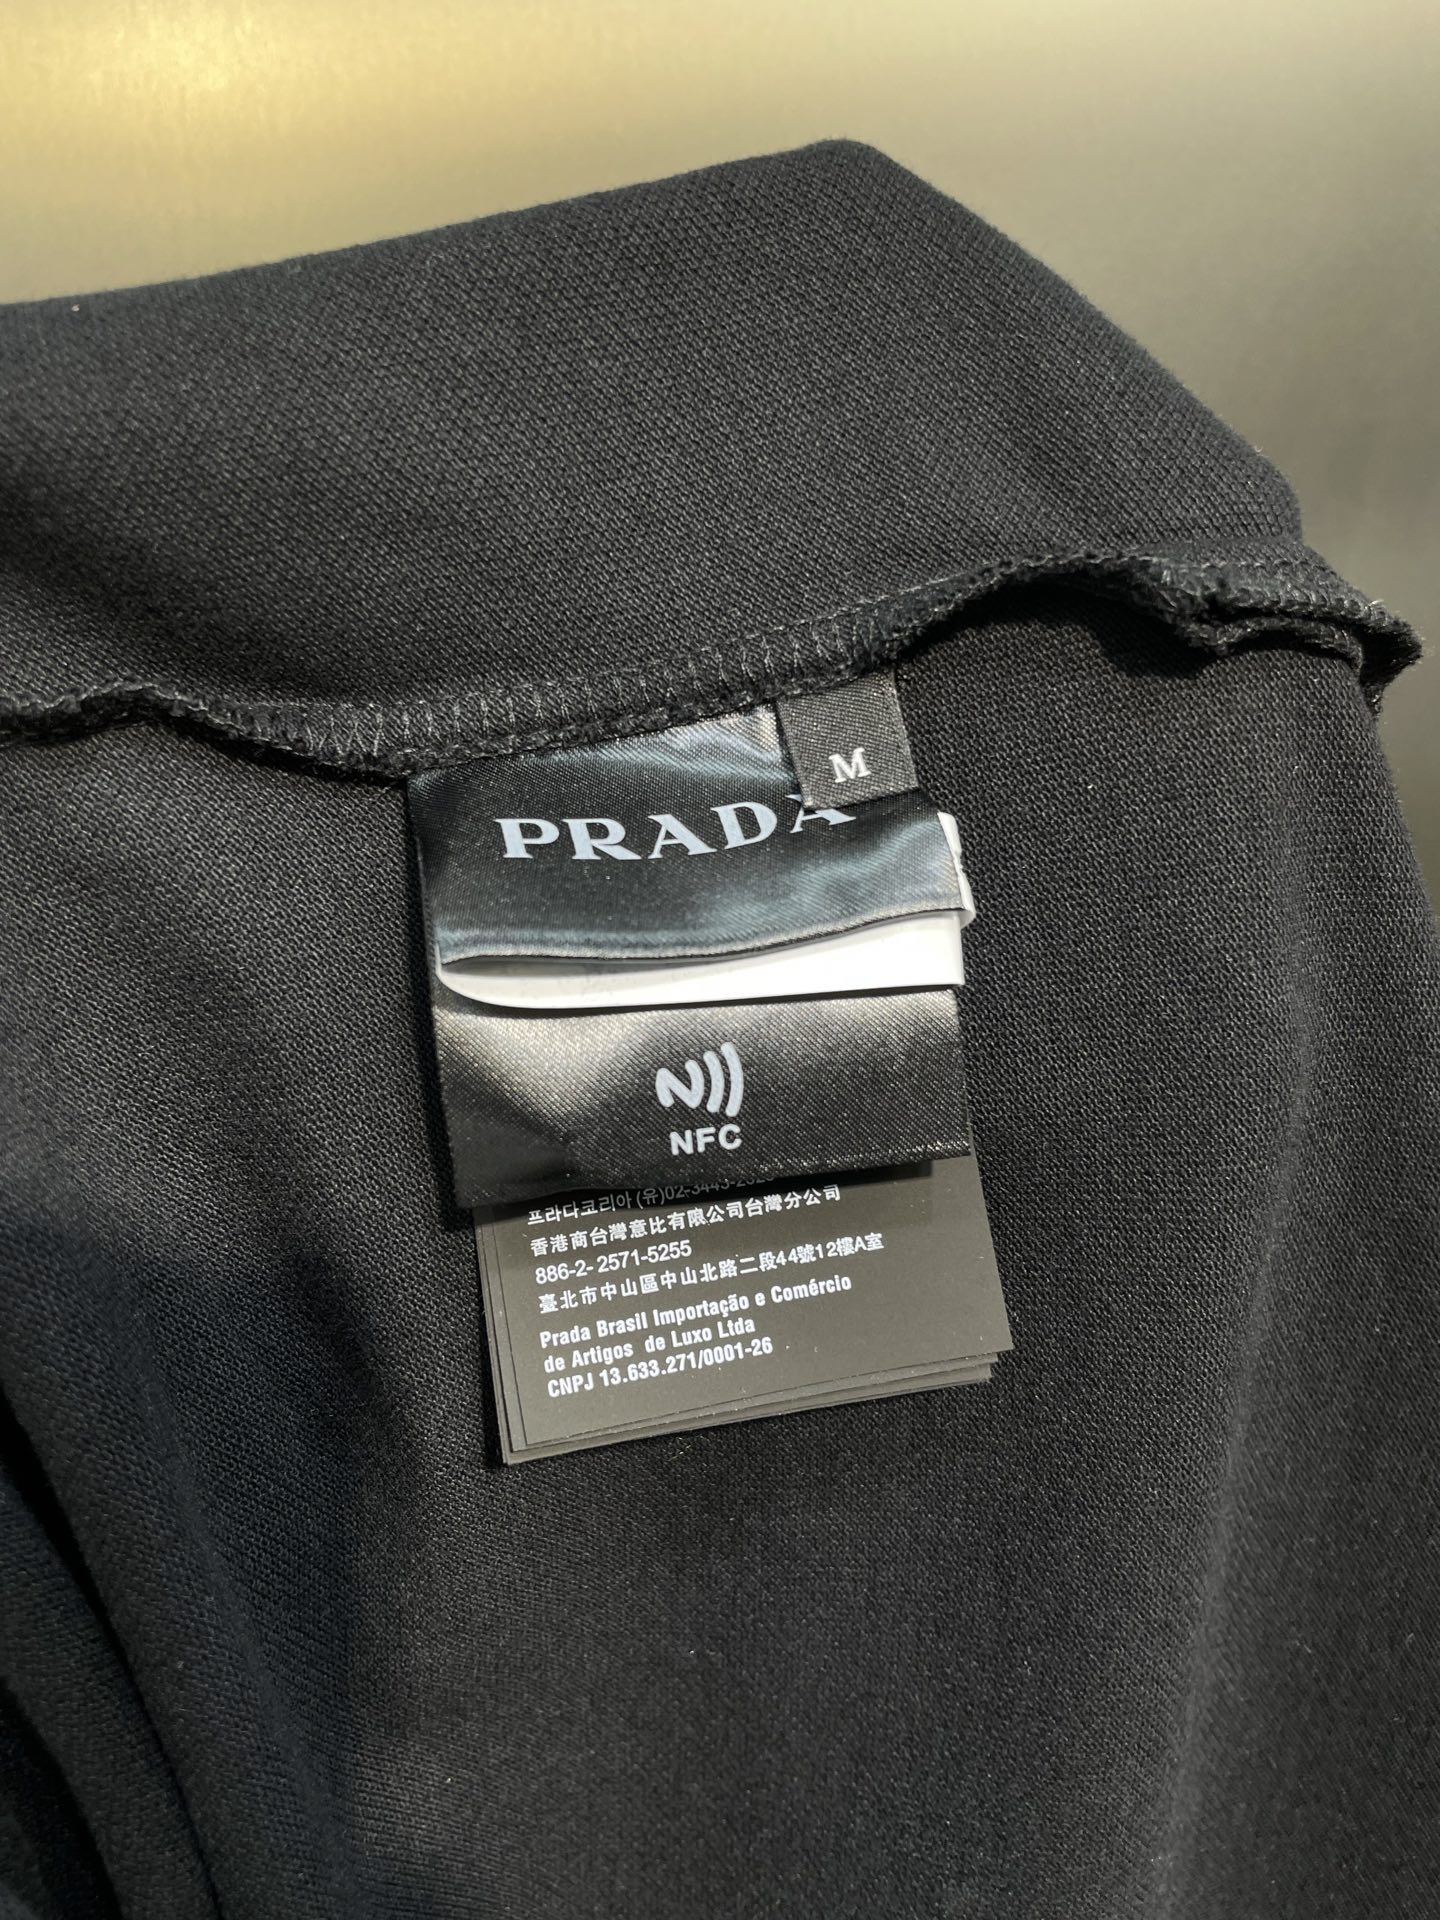 M
PRADA
NFC
프라다코리아 (유)02-3443-2323
香港商台灣意比有限公司台灣分公司
886-2- 2571-5255
臺北市中山區中山北路二段44號12樓A室
Prada Brasil Importação e Comércio
de Artigos de Luxo Ltda
CNPJ 13.633.271/0001-26